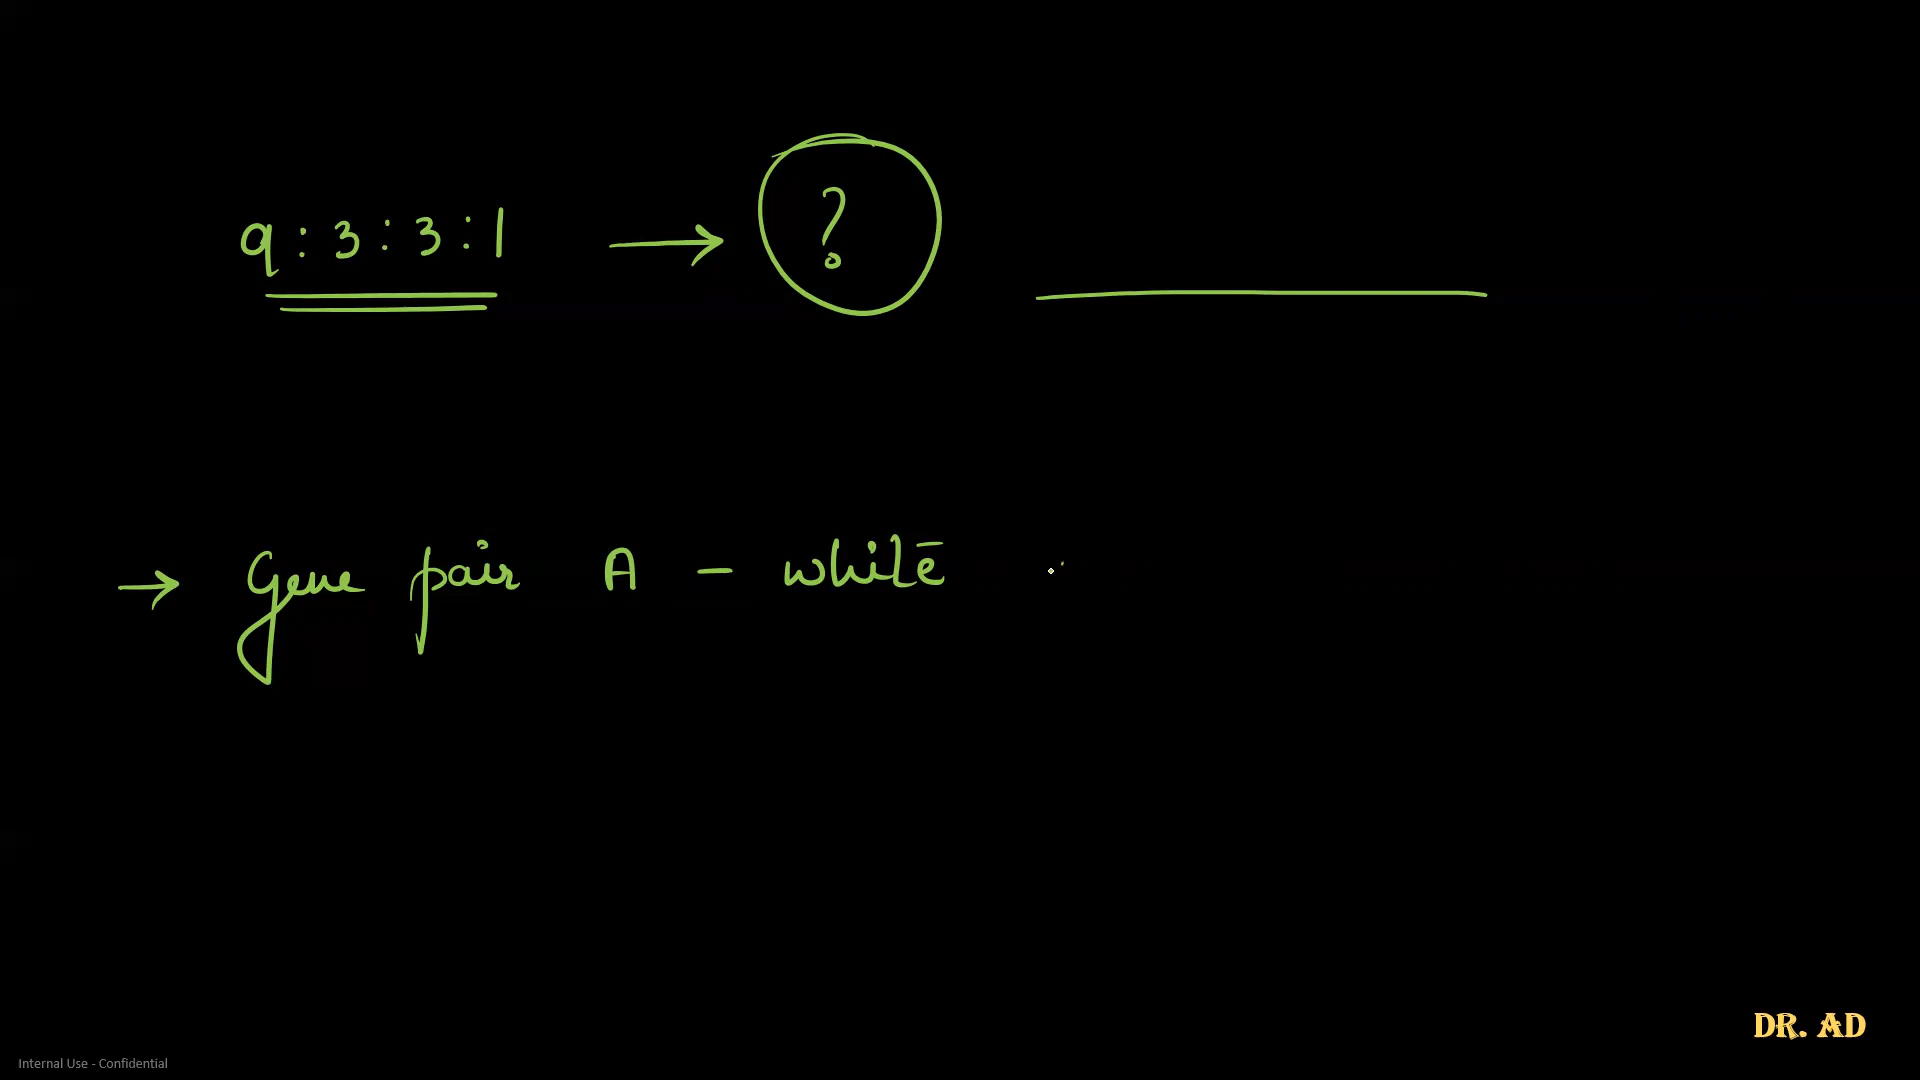 9:3:3:1 → ?
→ Gene pair A - white
DR. AD
Internal Use - Confidential